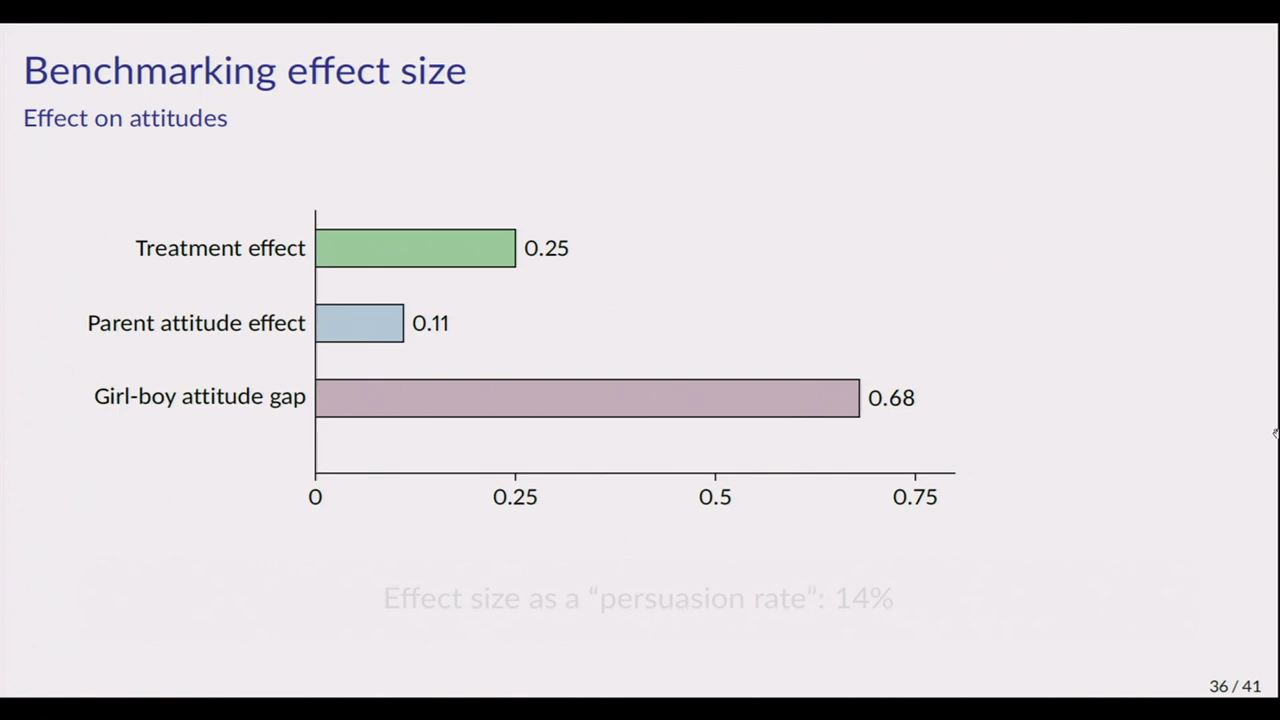 Benchmarking effect size
Effect on attitudes
Treatment effect 0.25
Parent attitude effect 0.11
Girl-boy attitude gap 0.68
0 0.25 0.5 0.75
Effect size as a “persuasion rate”: 14%
36 / 41